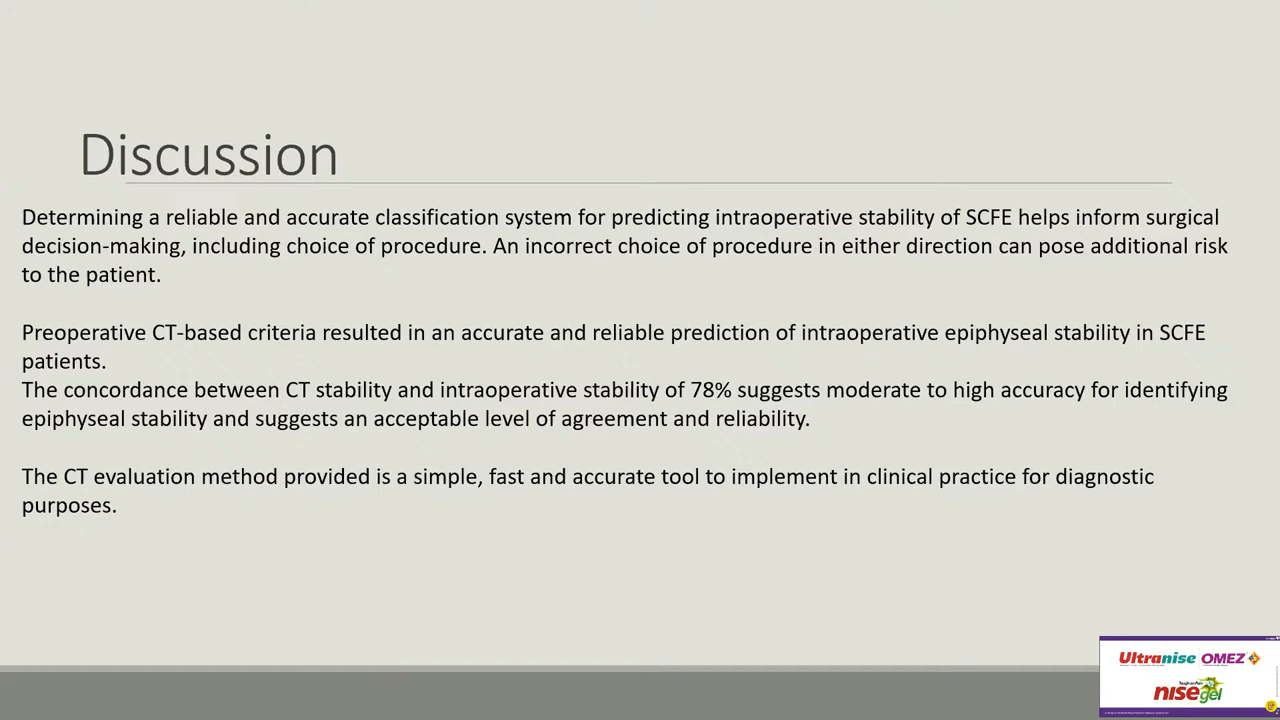 Discussion
Determining a reliable and accurate classification system for predicting intraoperative stability of SCFE helps inform surgical
decision-making, including choice of procedure. An incorrect choice of procedure in either direction can pose additional risk
to the patient.
Preoperative CT-based criteria resulted in an accurate and reliable prediction of intraoperative epiphyseal stability in SCFE
patients.
The concordance between CT stability and intraoperative stability of 78% suggests moderate to high accuracy for identifying
epiphyseal stability and suggests an acceptable level of agreement and reliability.
The CT evaluation method provided is a simple, fast and accurate tool to implement in clinical practice for diagnostic
purposes.
Ultranise OMEZ
nise gel